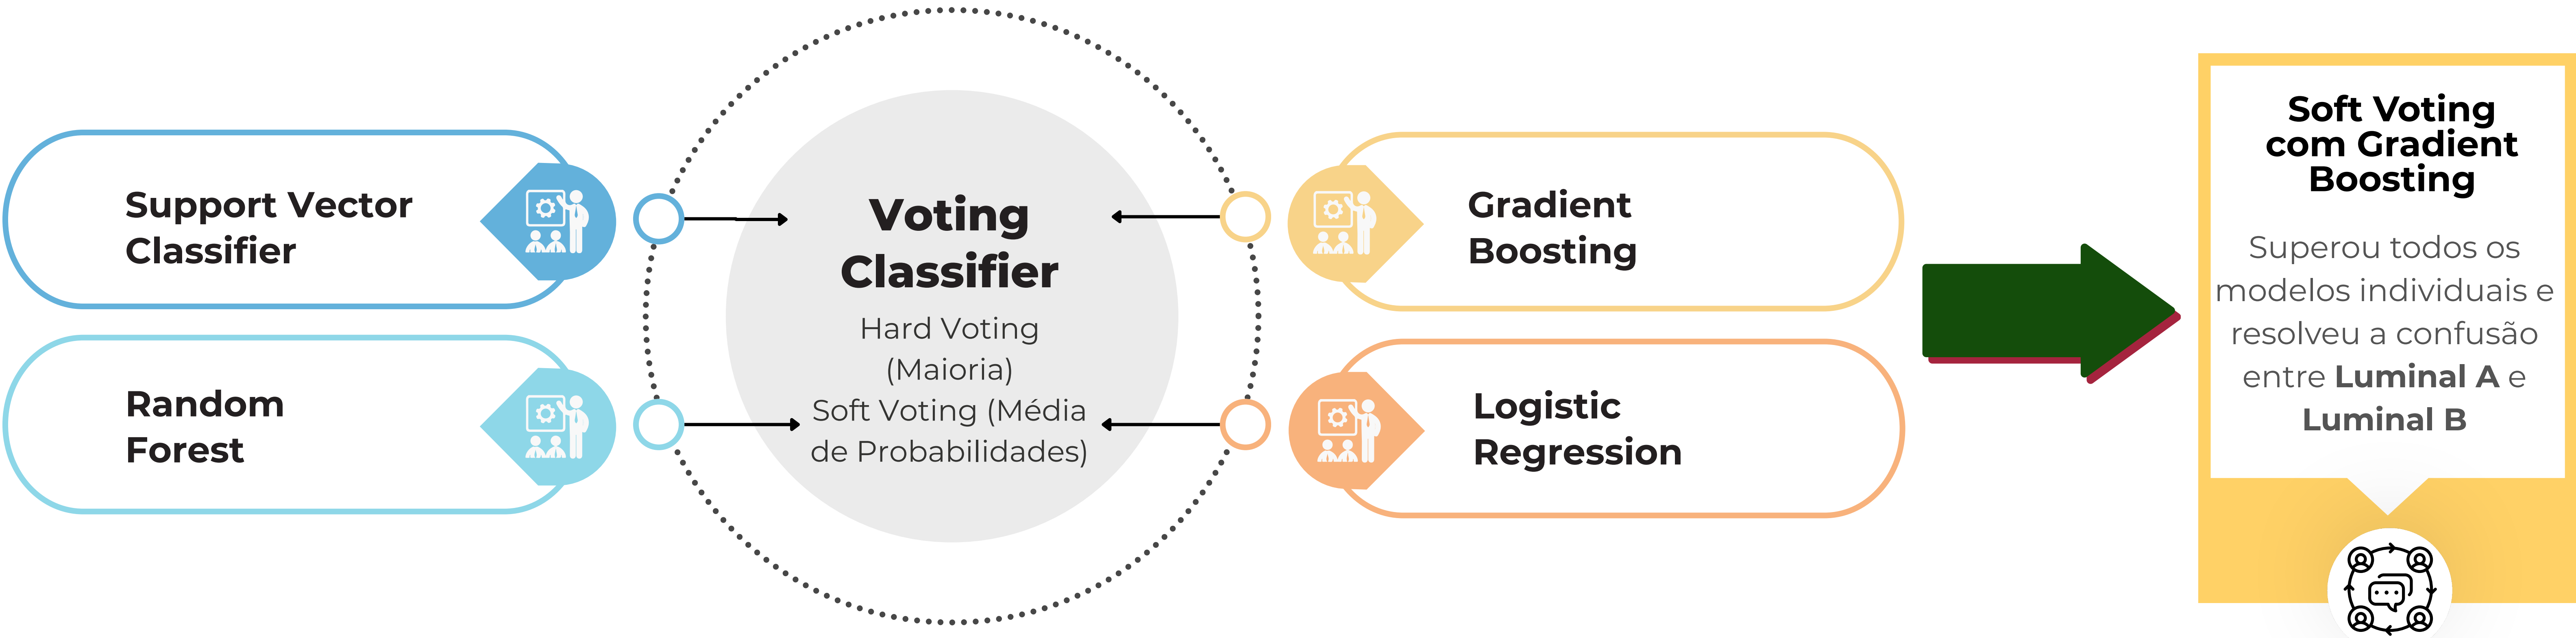 Support Vector
Classifier
Random
Forest
Voting
Classifier
Hard Voting
(Maioria)
Soft Voting (Média
de Probabilidades)
Gradient
Boosting
Logistic
Regression
Soft Voting
com Gradient
Boosting
Superou todos os
modelos individuais e
resolveu a confusão
entre Luminal A e
Luminal B